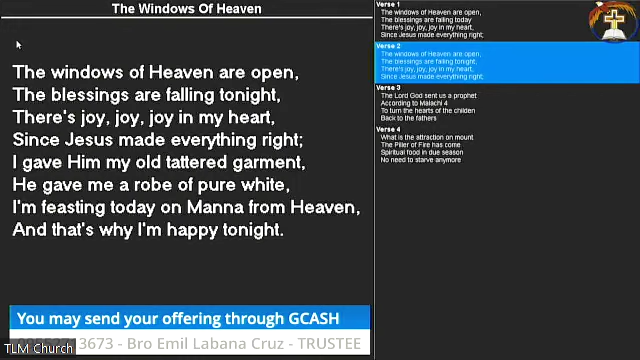 The Windows Of Heaven
The windows of Heaven are open,
The blessings are falling tonight,
There's joy, joy, joy in my heart,
Since Jesus made everything right;
I gave Him my old tattered garment,
He gave me a robe of pure white,
I'm feasting today on Manna from Heaven,
And that's why I'm happy tonight.
You may send your offering through GCASH
3673 - Bro Emil Labana Cruz - TRUSTEE
TLM Church
Verse 1
The windows of Heaven are open,
The blessings are falling today
There's joy, joy, joy in my heart,
Since Jesus made everything right;
Verse 2
The windows of Heaven are open,
The blessings are falling tonight,
There's joy, joy, joy in my heart,
Since Jesus made everything right;
Verse 3
The Lord God sent us a prophet
According to Malachi 4
To turn the hearts of the childen
Back to the fathers
Verse 4
What is the attraction on mount
The Piller of Fire has come
Spiritual food in due season
No need to starve anymore